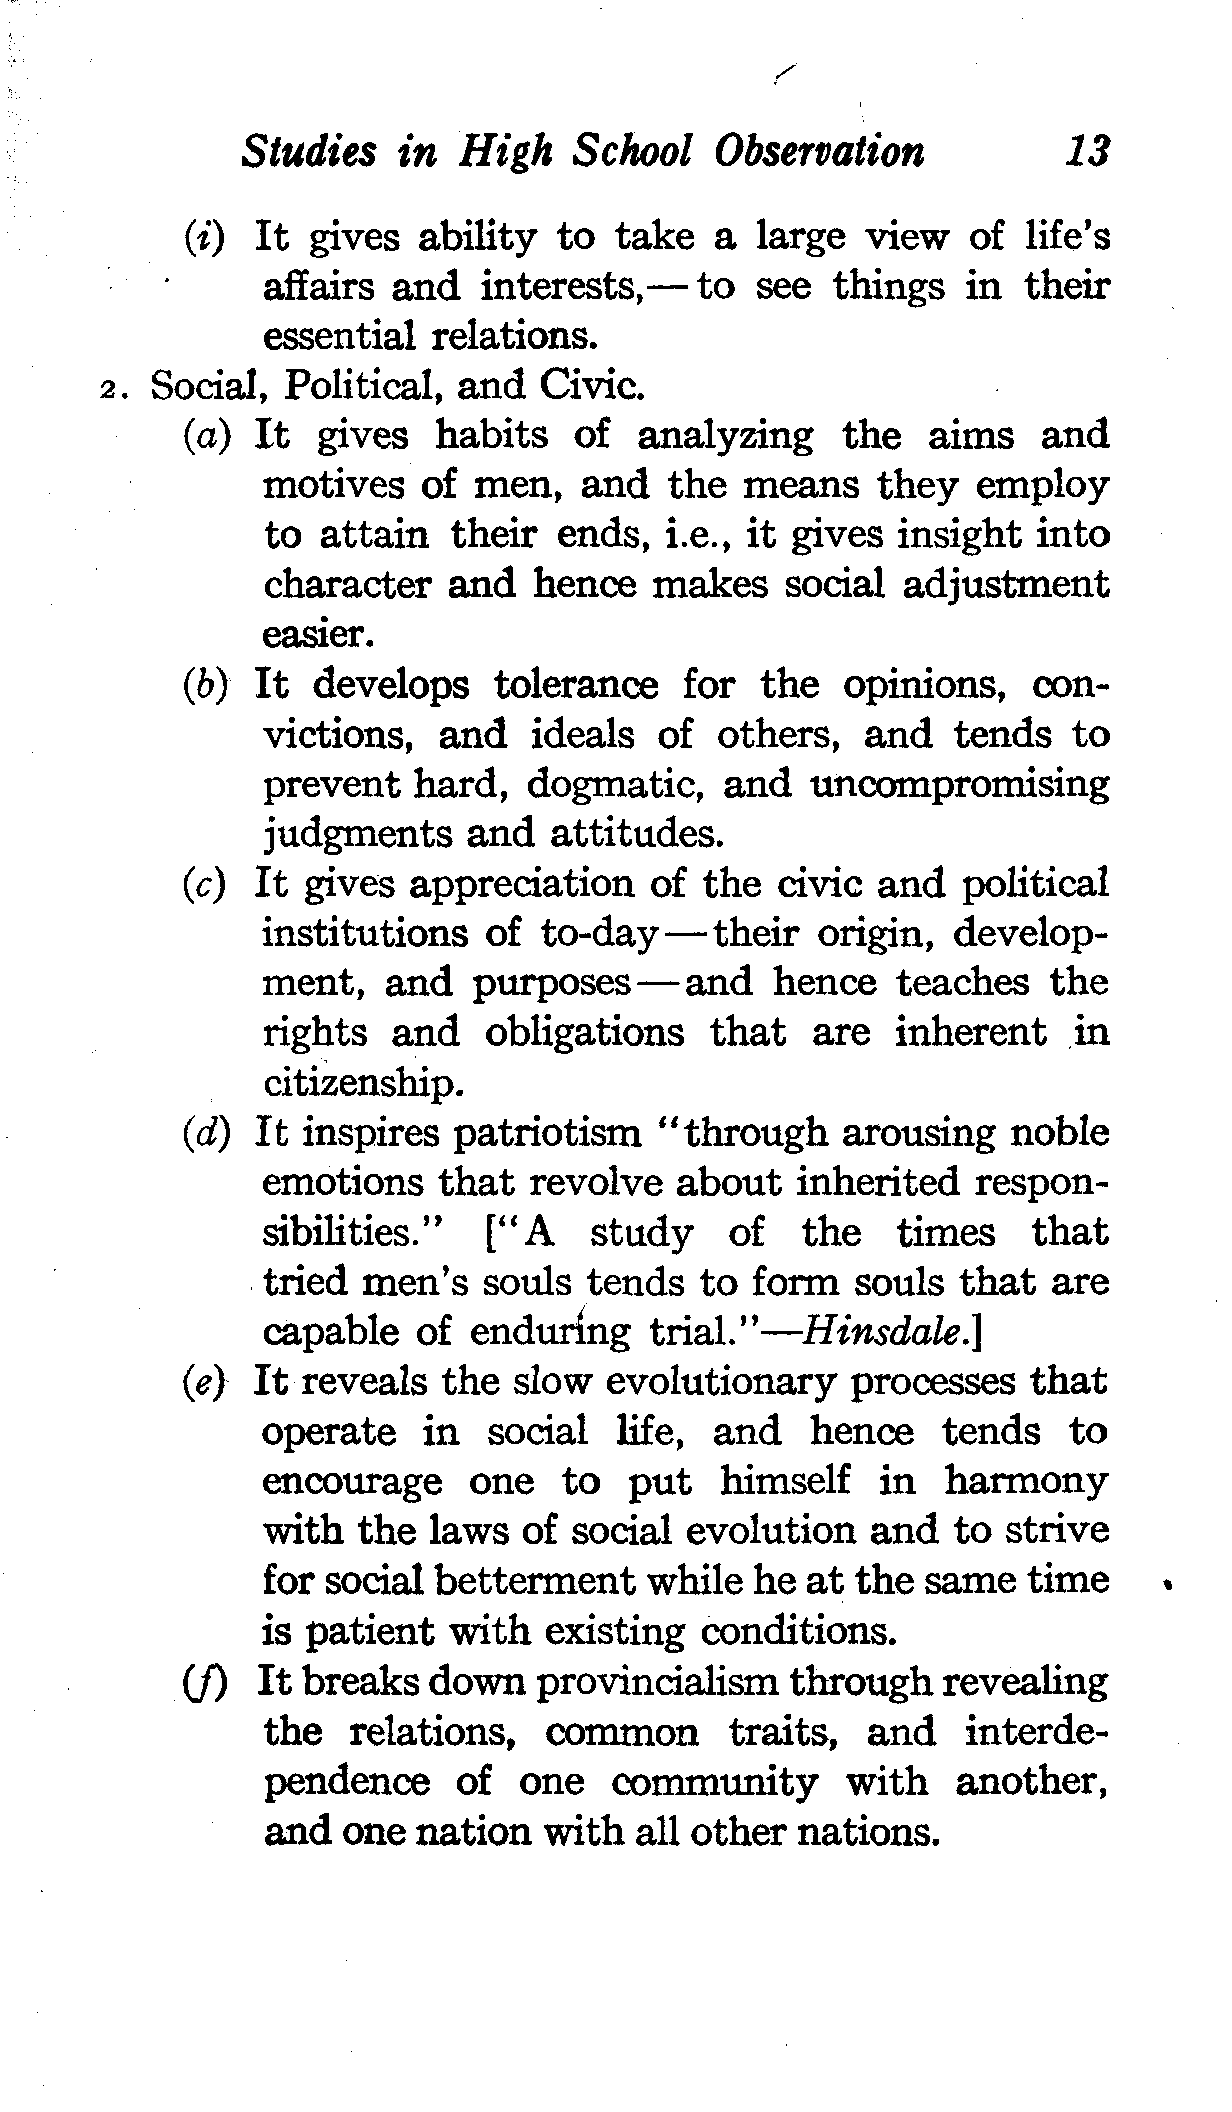 Studies in High School Observation 13
(i) It gives ability to take a large view of life's
affairs and interests,—to see things in their
essential relations.
2. Social, Political, and Civic.
(a) It gives habits of analyzing the aims and
motives of men, and the means they employ
to attain their ends, i.e., it gives insight into
character and hence makes social adjustment
easier.
(b) It develops tolerance for the opinions, con-
victions, and ideals of others, and tends to
prevent hard, dogmatic, and uncompromising
judgments and attitudes.
(c) It gives appreciation of the civic and political
institutions of to-day—their origin, develop-
ment, and purposes—and hence teaches the
rights and obligations that are inherent in
citizenship.
(d) It inspires patriotism "through arousing noble
emotions that revolve about inherited respon-
sibilities." ["A study of the times that
tried men's souls tends to form souls that are
capable of enduring trial."—Hinsdale.]
(e) It reveals the slow evolutionary processes that
operate in social life, and hence tends to
encourage one to put himself in harmony
with the laws of social evolution and to strive
for social betterment while he at the same time
is patient with existing conditions.
(f) It breaks down provincialism through revealing
the relations, common traits, and interde-
pendence of one community with another,
and one nation with all other nations.